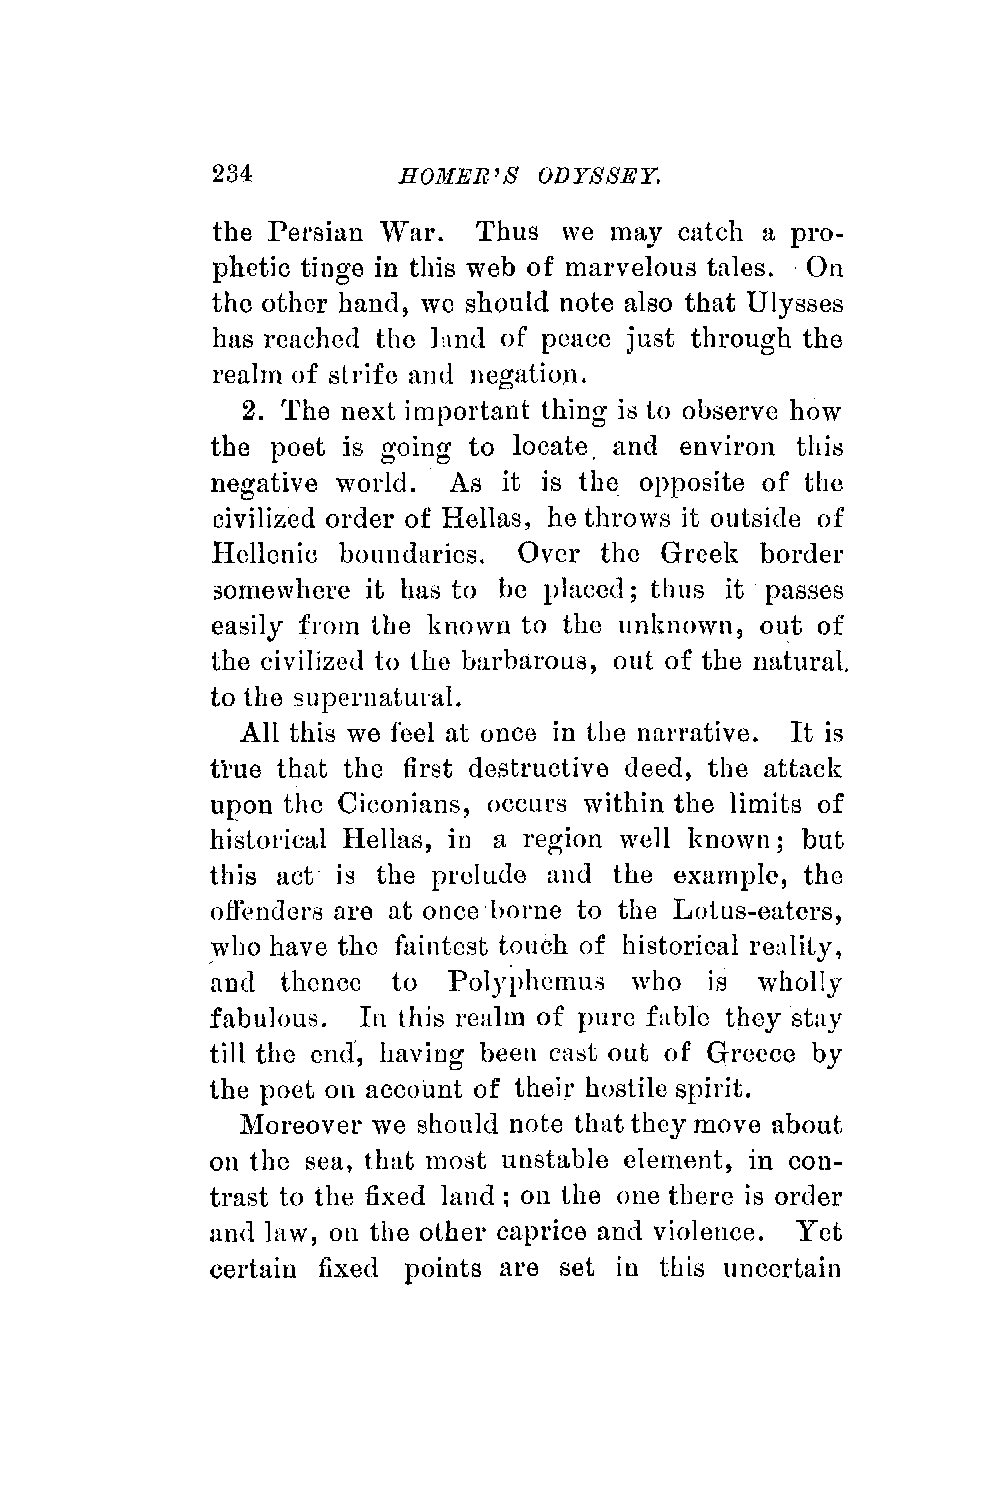 234 HOMER'S ODYSSEY.
the Persian War. Thus we may catch a pro-
phetic tinge in this web of marvelous tales. On
the other hand, we should note also that Ulysses
has reached the land of peace just through the
realm of strife and negation.
2. The next important thing is to observe how
the poet is going to locate and environ this
negative world. As it is the opposite of the
civilized order of Hellas, he throws it outside of
Hellenic boundaries. Over the Greek border
somewhere it has to be placed; thus it passes
easily from the known to the unknown, out of
the civilized to the barbarous, out of the natural
to the supernatural.
All this we feel at once in the narrative. It is
true that the first destructive deed, the attack
upon the Ciconians, occurs within the limits of
historical Hellas, in a region well known; but
this act is the prelude and the example, the
offenders are at once borne to the Lotus-eaters,
who have the faintest touch of historical reality,
and thence to Polyphemus who is wholly
fabulous. In this realm of pure fable they stay
till the end, having been cast out of Greece by
the poet on account of their hostile spirit.
Moreover we should note that they move about
on the sea, that most unstable element, in con-
trast to the fixed land; on the one there is order
and law, on the other caprice and violence. Yet
certain fixed points are set in this uncertain